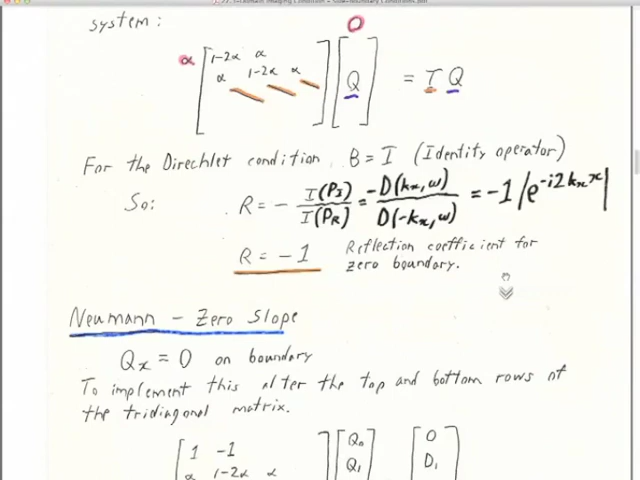 system:
0
α [ 1-2α α
α 1-2α α ] [ Q ] = T Q
For the Direchlet condition, B = I (Identity operator)
So: R = - I(P_I) / I(P_R) = -D(kx,ω) / D(-kx,ω) = -1 / e^{-i2kx x} |
R = -1 Reflection coefficient for
zero boundary.
Neumann - Zero Slope
Qx = 0 on boundary
To implement this alter the top and bottom rows of
the tridiagonal matrix.
[ 1 -1 ] [ Q0 ] [ 0 ]
α 1-2α α Q1 D1